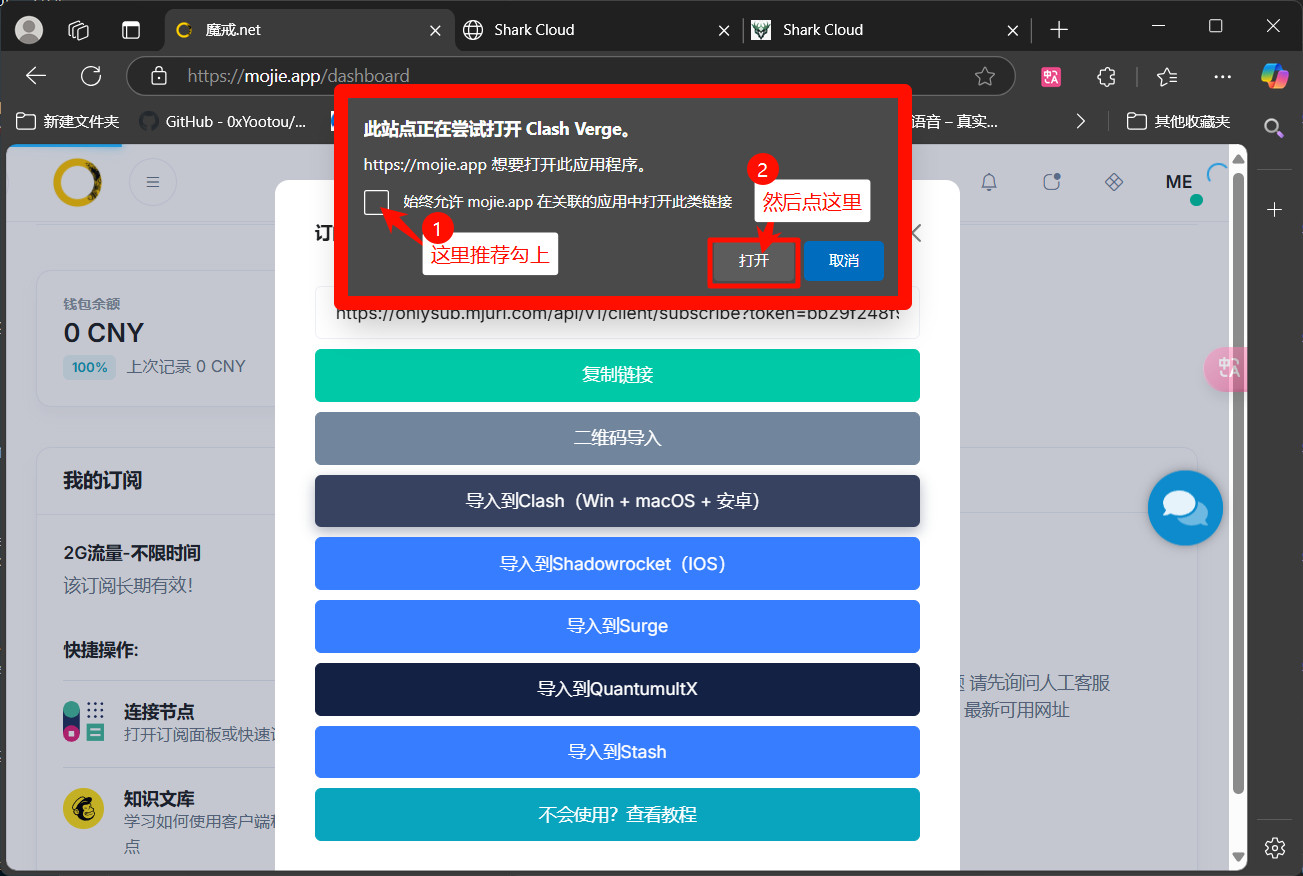 魔戒.net
Shark Cloud
Shark Cloud
https://mojie.app/dashboard
新建文件夹
GitHub - 0xYootou/...
语音 – 真实...
其他收藏夹
此站点正在尝试打开 Clash Verge。
https://mojie.app 想要打开此应用程序。
始终允许 mojie.app 在关联的应用中打开此类链接
1
这里推荐勾上
2
然后点这里
打开
取消
ME
订
钱包余额
0 CNY
100% 上次记录 0 CNY
https://onlysub.mjurl.com/api/v1/client/subscribe?token=bb29f248f
复制链接
二维码导入
导入到Clash（Win + macOS + 安卓）
导入到Shadowrocket（IOS）
导入到Surge
导入到QuantumultX
导入到Stash
不会使用？查看教程
我的订阅
2G流量-不限时间
该订阅长期有效！
快捷操作:
连接节点
打开订阅面板或快速
知识文库
学习如何使用客户端
点
请先询问人工客服
最新可用网址